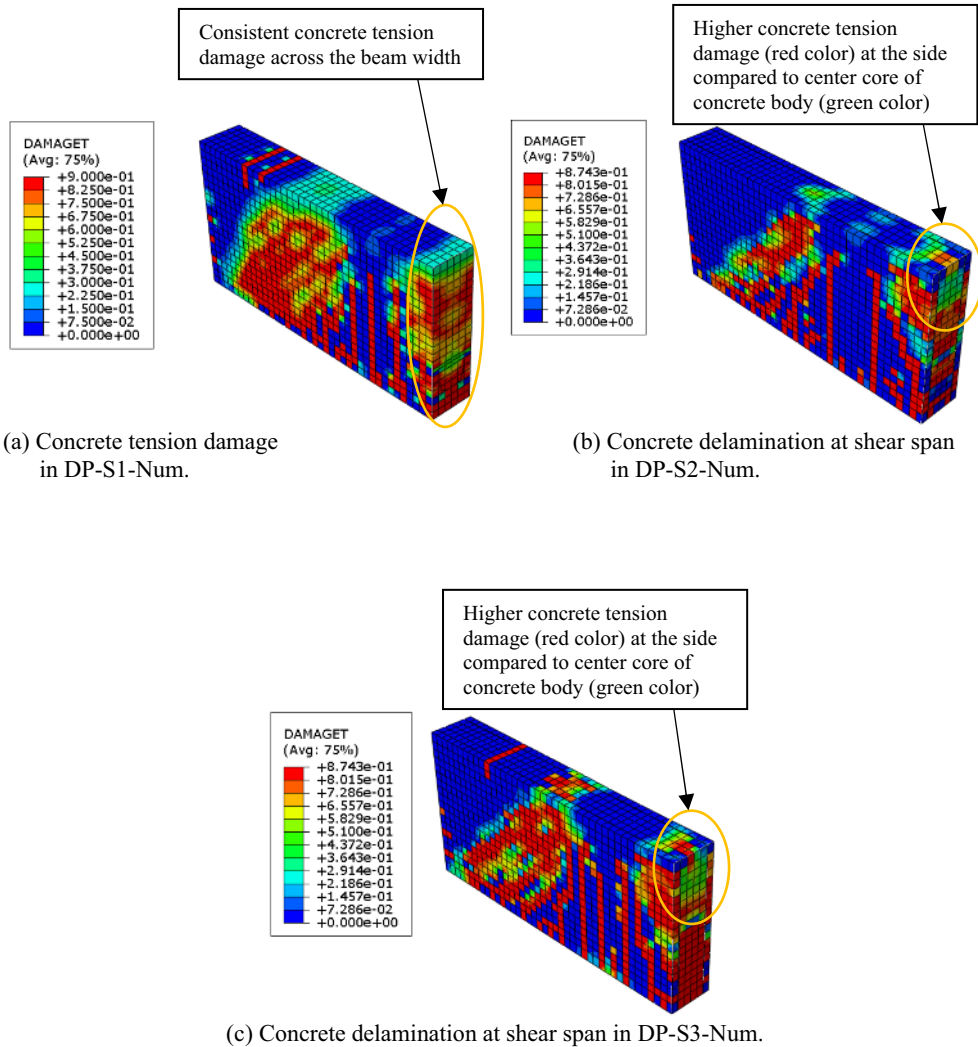 Consistent concrete tension
damage across the beam width
Higher concrete tension
damage (red color) at the side
compared to center core of
concrete body (green color)
DAMAGET
(Avg: 75%)
+9.000e-01
+8.250e-01
+7.500e-01
+6.750e-01
+6.000e-01
+5.250e-01
+4.500e-01
+3.750e-01
+3.000e-01
+2.250e-01
+1.500e-01
+7.500e-02
+0.000e+00
DAMAGET
(Avg: 75%)
+8.743e-01
+8.015e-01
+7.286e-01
+6.557e-01
+5.829e-01
+5.100e-01
+4.372e-01
+3.643e-01
+2.914e-01
+2.186e-01
+1.457e-01
+7.286e-02
+0.000e+00
(a) Concrete tension damage
in DP-S1-Num.
(b) Concrete delamination at shear span
in DP-S2-Num.
Higher concrete tension
damage (red color) at the side
compared to center core of
concrete body (green color)
DAMAGET
(Avg: 75%)
+8.743e-01
+8.015e-01
+7.286e-01
+6.557e-01
+5.829e-01
+5.100e-01
+4.372e-01
+3.643e-01
+2.914e-01
+2.186e-01
+1.457e-01
+7.286e-02
+0.000e+00
(c) Concrete delamination at shear span in DP-S3-Num.